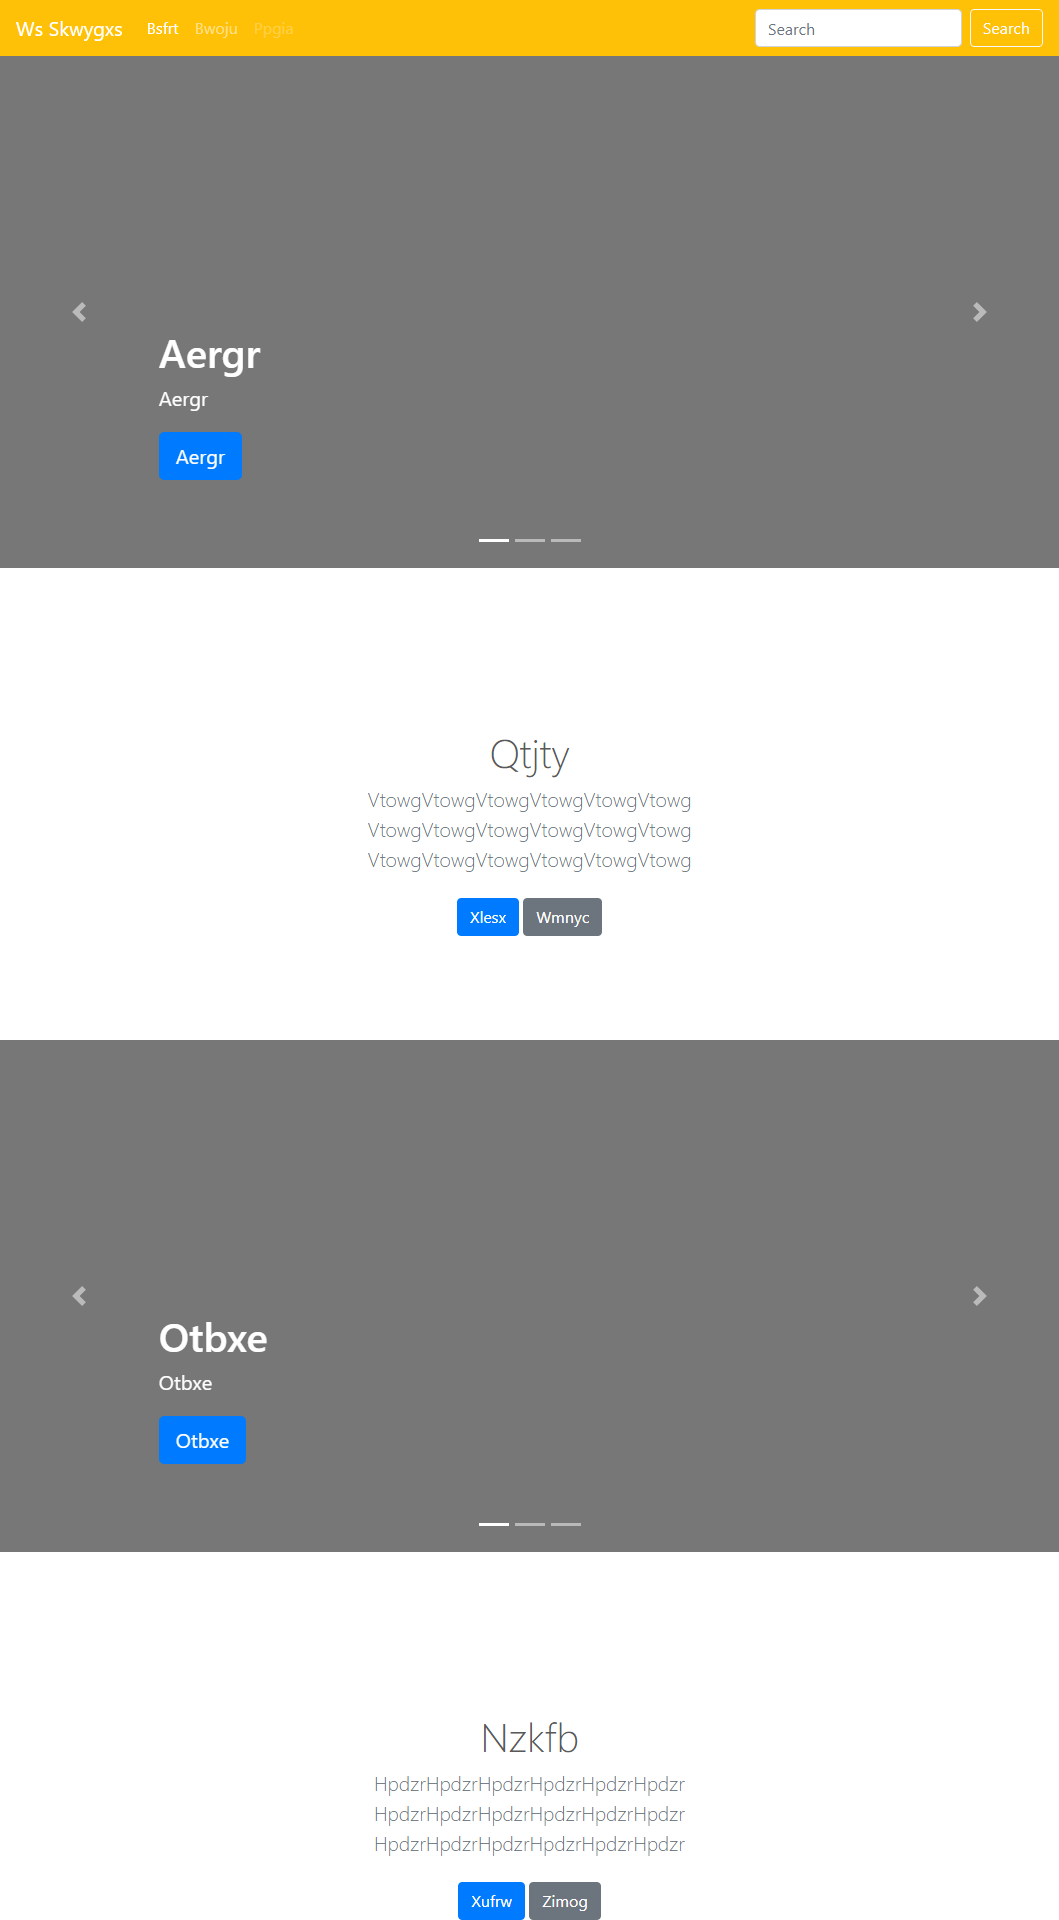 Ws Skwygxs Bsfrt Bwoju Ppgia Search Search
Aergr
Aergr
Aergr
Qtjty
VtowgVtowgVtowgVtowgVtowgVtowg
VtowgVtowgVtowgVtowgVtowgVtowg
VtowgVtowgVtowgVtowgVtowgVtowg
Xlesx Wmnyc
Otbxe
Otbxe
Otbxe
Nzkfb
HpdzrHpdzrHpdzrHpdzrHpdzrHpdzr
HpdzrHpdzrHpdzrHpdzrHpdzrHpdzr
HpdzrHpdzrHpdzrHpdzrHpdzrHpdzr
Xufrw Zimog